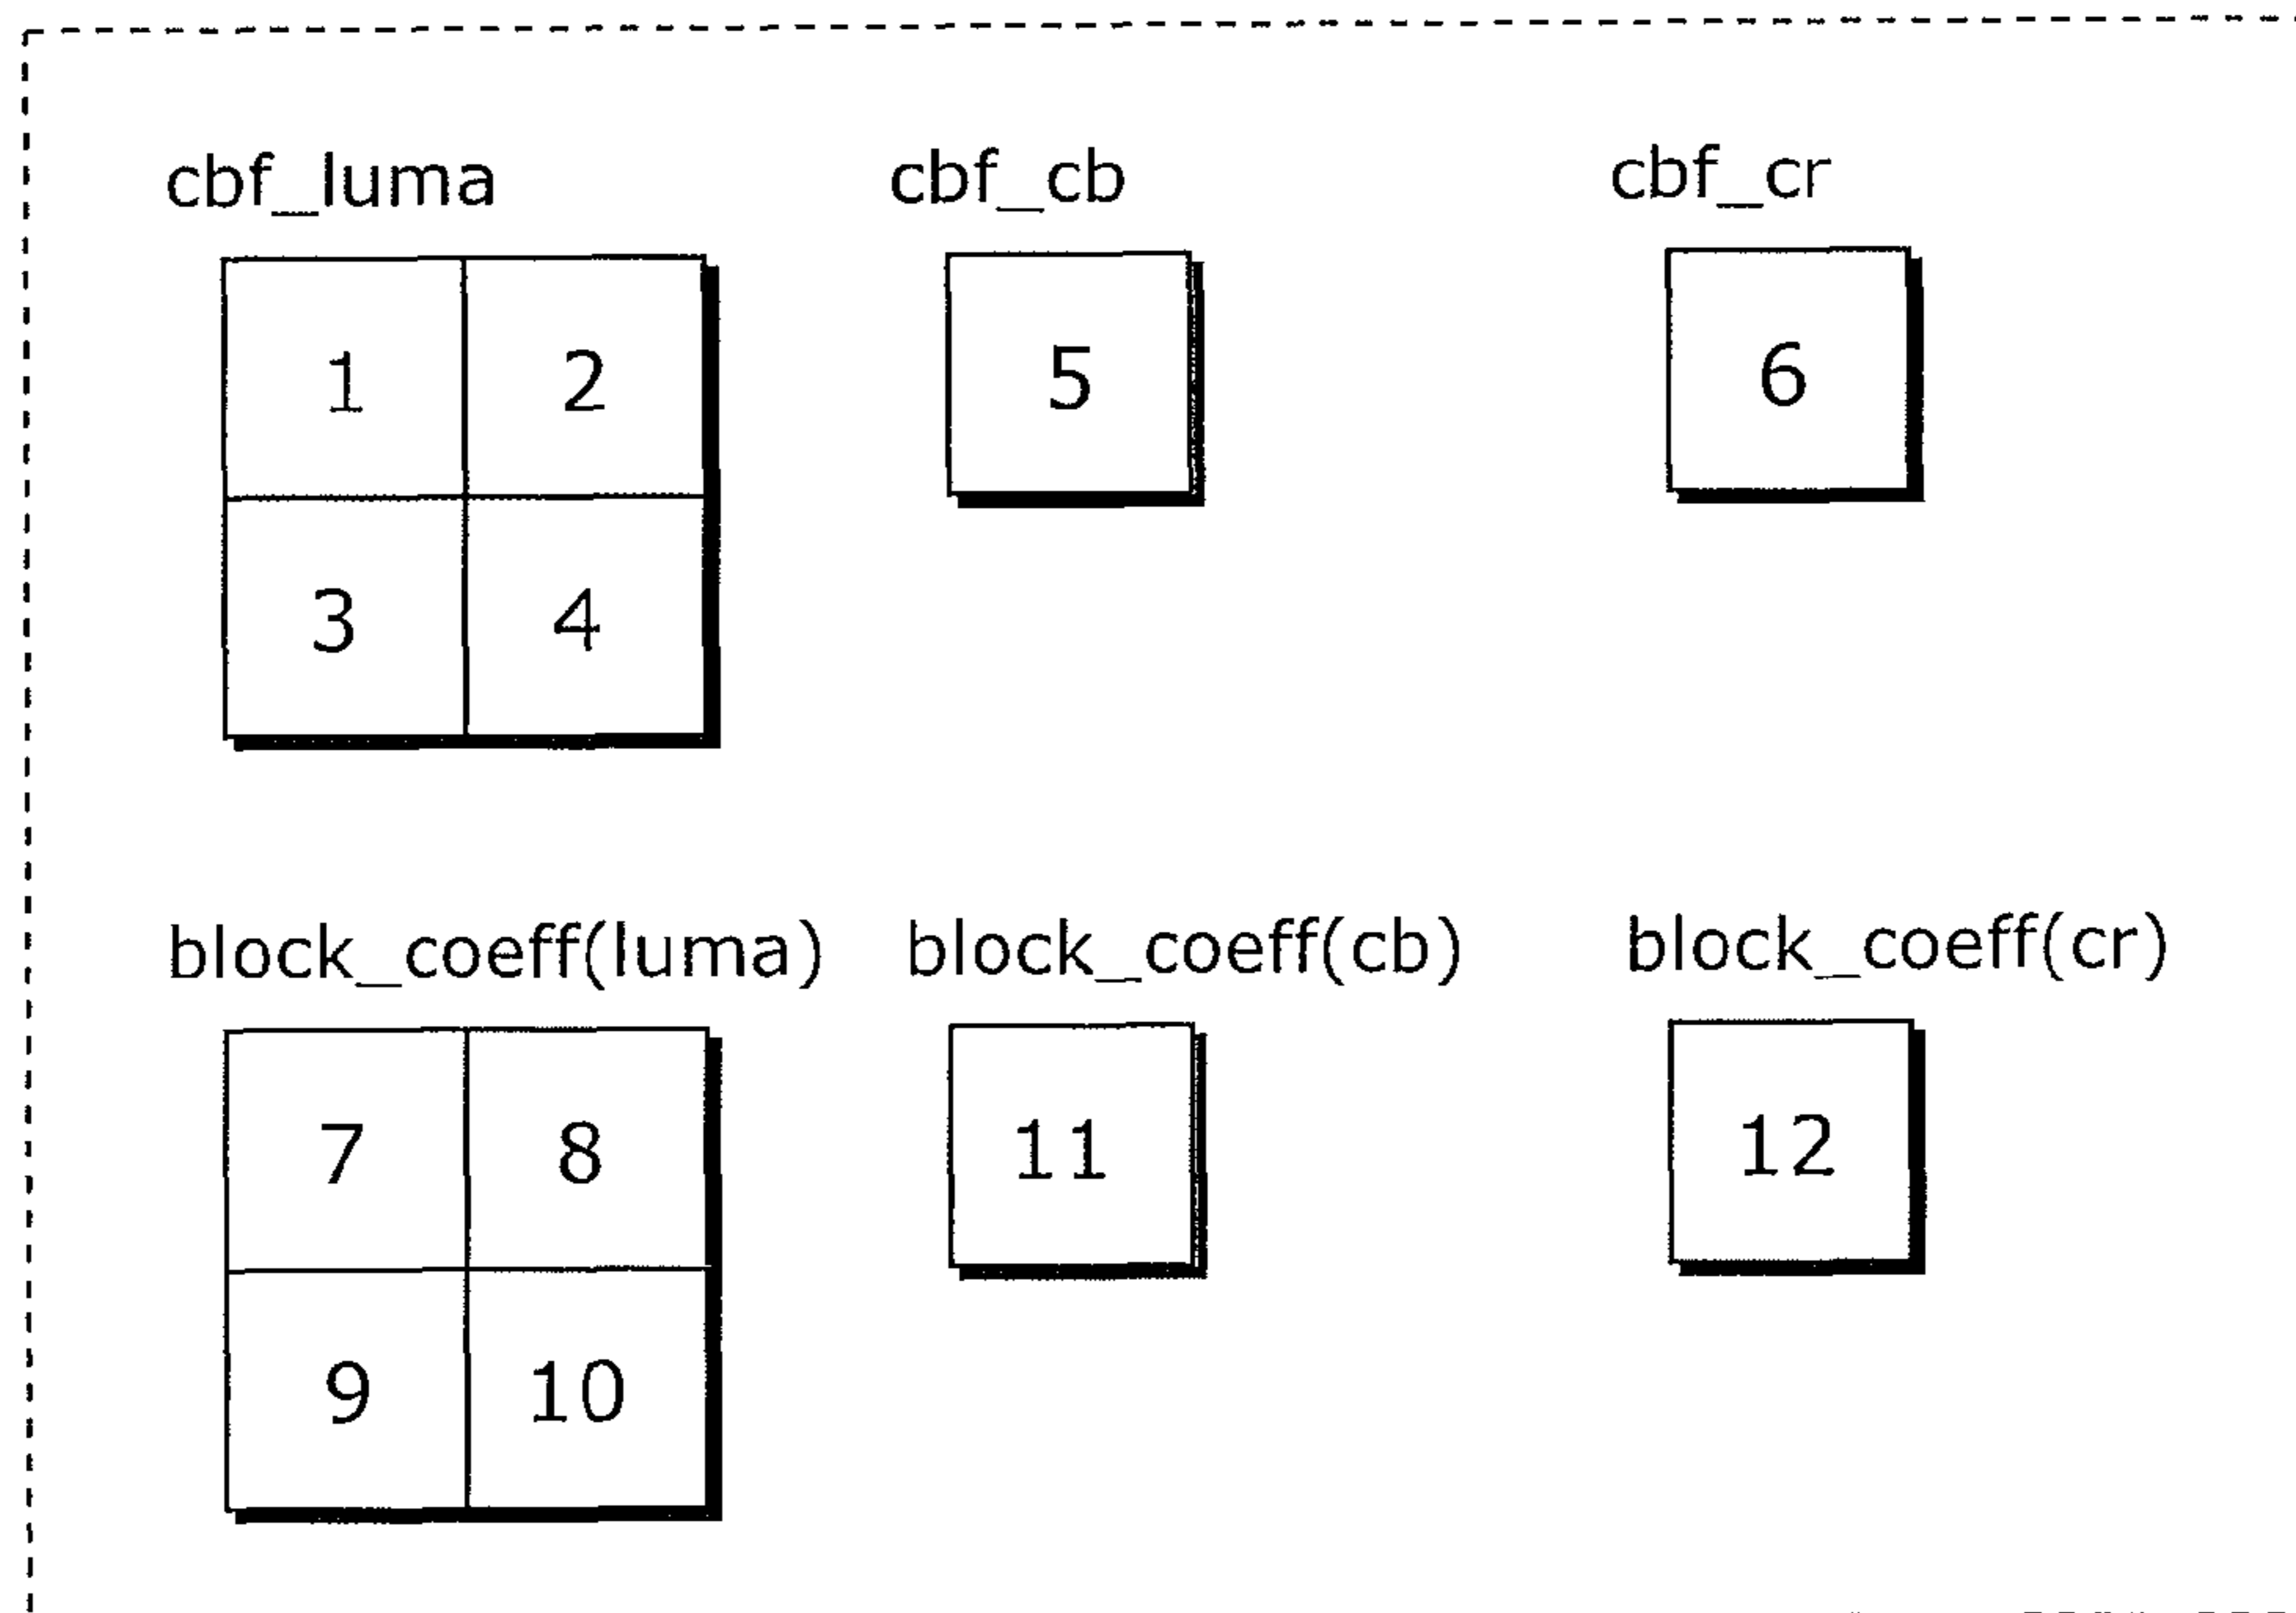 cbf_luma cbf_cb cbf_cr
1 2 5 6
3 4
block_coeff(luma) block_coeff(cb) block_coeff(cr)
7 8 11 12
9 10